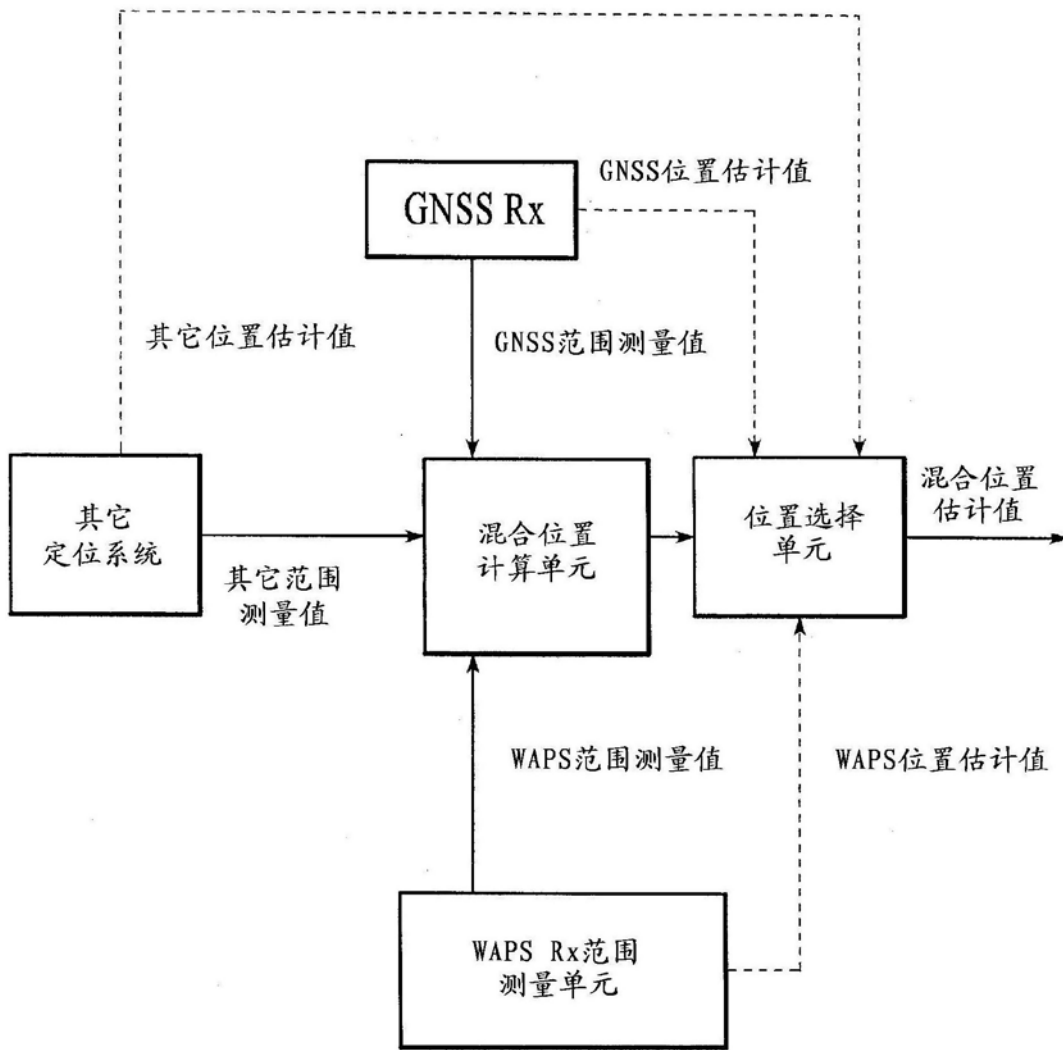 GNSS位置估计值
GNSS Rx
其它位置估计值
GNSS范围测量值
其它
定位系统
其它范围
测量值
混合位置
计算单元
位置选择
单元
混合位置
估计值
WAPS范围测量值
WAPS位置估计值
WAPS Rx范围
测量单元